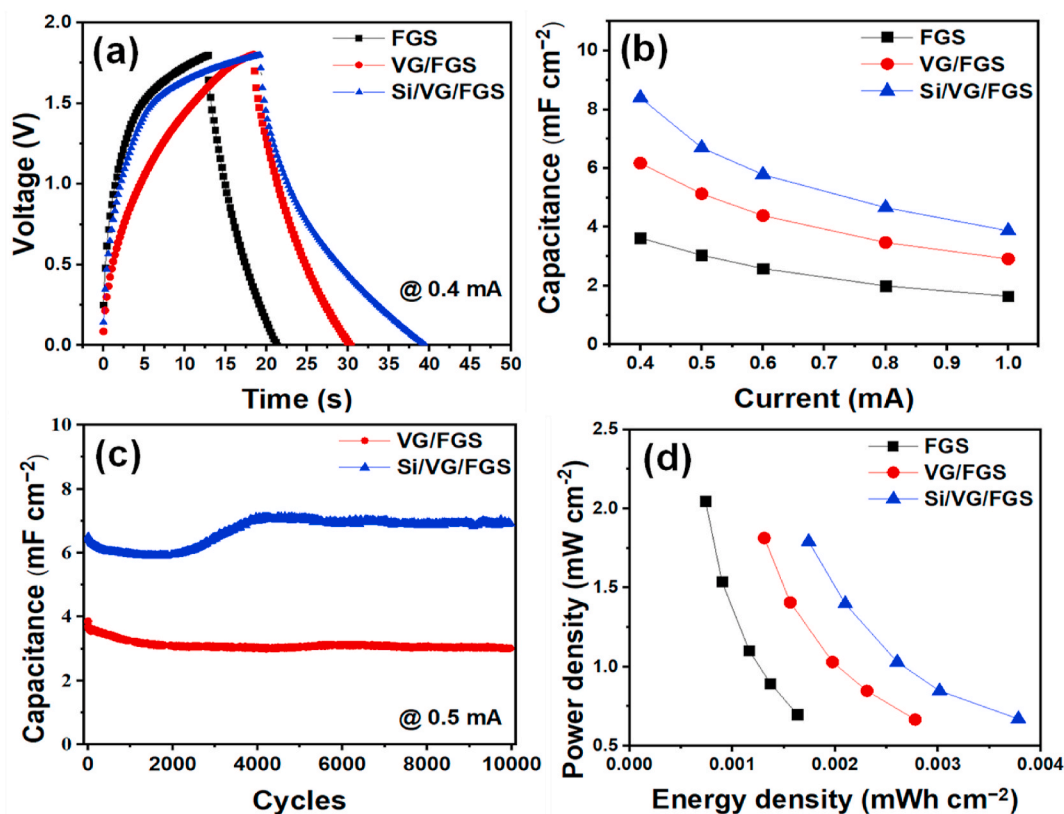 (a)
FGS
VG/FGS
Si/VG/FGS
@ 0.4 mA
Voltage (V)
2.0
1.5
1.0
0.5
0.0
0 5 10 15 20 25 30 35 40 45 50
Time (s)
(b)
FGS
VG/FGS
Si/VG/FGS
Capacitance (mF cm⁻²)
10
8
6
4
2
0
0.4 0.5 0.6 0.7 0.8 0.9 1.0
Current (mA)
(c)
VG/FGS
Si/VG/FGS
@ 0.5 mA
Capacitance (mF cm⁻²)
10
8
6
4
2
0
0 2000 4000 6000 8000 10000
Cycles
(d)
FGS
VG/FGS
Si/VG/FGS
Power density (mW cm⁻²)
2.5
2.0
1.5
1.0
0.5
0.000 0.001 0.002 0.003 0.004
Energy density (mWh cm⁻²)